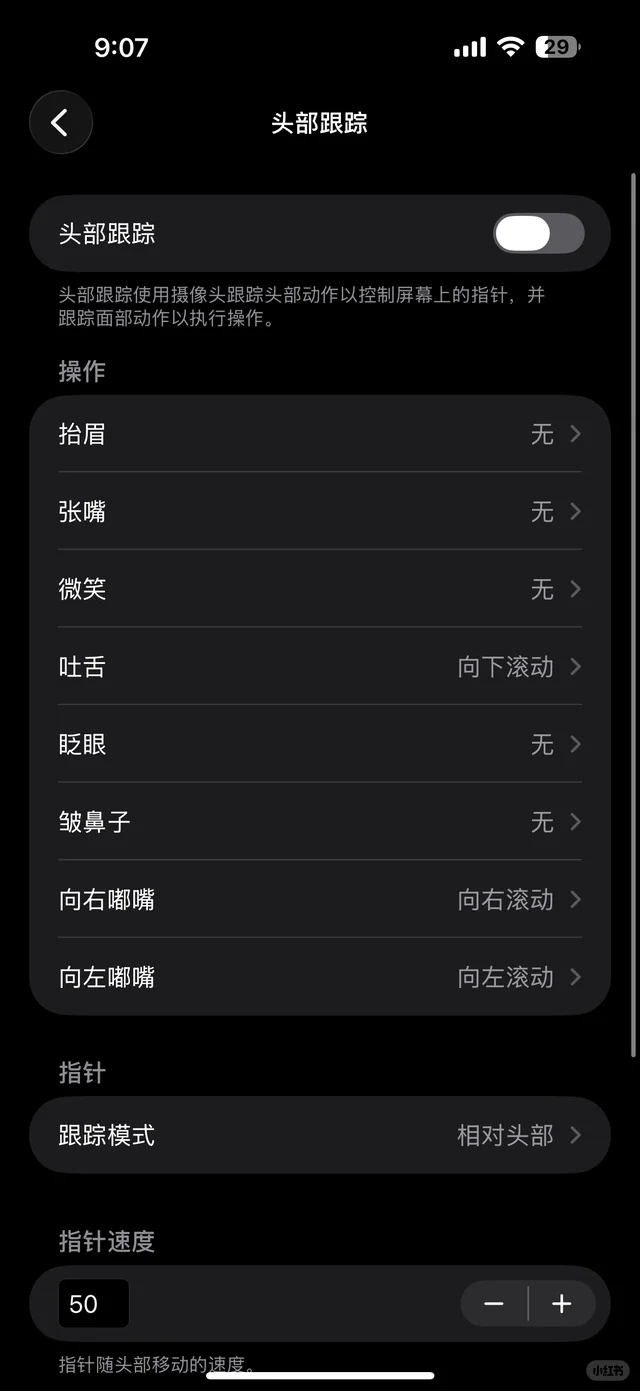 9:07
29
头部跟踪
头部跟踪
头部跟踪使用摄像头跟踪头部动作以控制屏幕上的指针，并
跟踪面部动作以执行操作。
操作
抬眉 无
张嘴 无
微笑 无
吐舌 向下滚动
眨眼 无
皱鼻子 无
向右嘟嘴 向右滚动
向左嘟嘴 向左滚动
指针
跟踪模式 相对头部
指针速度
50
指针随头部移动的速度。
小红书